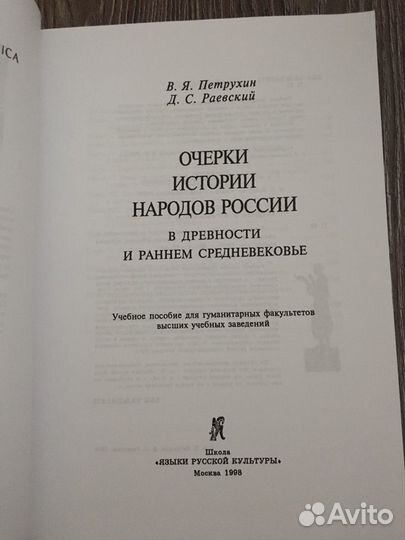 ICA
В. Я. Петрухин
Д. С. Раевский
ОЧЕРКИ
ИСТОРИИ
НАРОДОВ РОССИИ
В ДРЕВНОСТИ
И РАННЕМ СРЕДНЕВЕКОВЬЕ
Учебное пособие для гуманитарных факультетов
высших учебных заведений
Школа
«ЯЗЫКИ РУССКОЙ КУЛЬТУРЫ»
Москва 1998
Avito